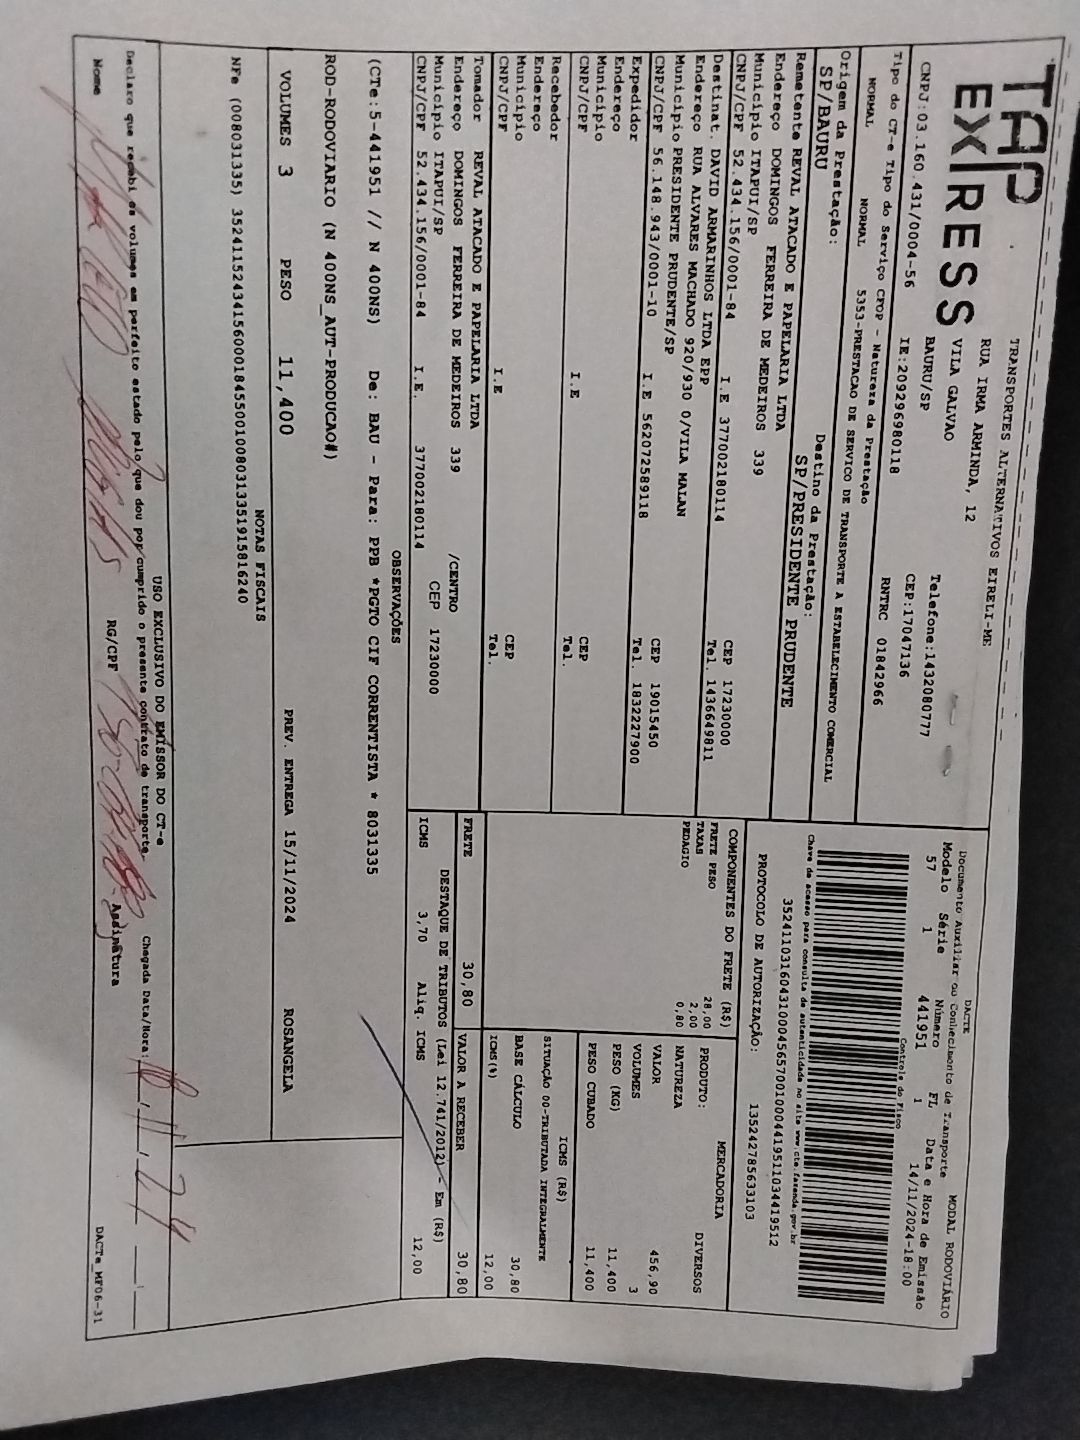 TAP
EXPRESS
TRANSPORTES ALTERNATIVOS EIRELI-ME
RUA IRMA ARMINDA, 12
VILA GALVAO
BAURU/SP
Telefone:1432080777
CEP:17047136
CNPJ:03.160.431/0004-56 IE:209296980118 RNTRC 01842966
DACTE
Documento Auxiliar ou Conhecimento de Transporte MODAL RODOVIÁRIO
Modelo Série Número FL Data e Hora de Emissão
57 1 441951 1 14/11/2024-18:00
Controle do Fisco
Tipo do CT-e Tipo do Serviço CFOP - Natureza da Prestação
NORMAL NORMAL 5353-PRESTACAO DE SERVICO DE TRANSPORTE A ESTABELECIMENTO COMERCIAL
Chave de acesso para consulta de autenticidade no site www.cte.fazenda.gov.br
35241103160431000456570010004419511034419512
PROTOCOLO DE AUTORIZAÇÃO: 135242785633103
Origem da Prestação: Destino da Prestação:
SP/BAURU SP/PRESIDENTE PRUDENTE
Remetente REVAL ATACADO E PAPELARIA LTDA
Endereço DOMINGOS FERREIRA DE MEDEIROS 339
Municipio ITAPUI/SP CEP 17230000
CNPJ/CPF 52.434.156/0001-84 I.E 377002180114 Tel. 1436649811
Destinat. DAVID ARMARINHOS LTDA EPP
Endereço RUA ALVARES MACHADO 920/930 0/VILA MALAN
Municipio PRESIDENTE PRUDENTE/SP CEP 19015450
CNPJ/CPF 56.148.943/0001-10 I.E 562072589118 Tel. 1832227900
Expedidor
Endereço
Municipio CEP
CNPJ/CPF I.E Tel.
Recebedor
Endereço
Municipio CEP
CNPJ/CPF I.E Tel.
Tomador REVAL ATACADO E PAPELARIA LTDA
Endereço DOMINGOS FERREIRA DE MEDEIROS 339 /CENTRO
Municipio ITAPUI/SP CEP 17230000
CNPJ/CPF 52.434.156/0001-84 I.E. 377002180114
COMPONENTES DO FRETE (R$)
FRETE PESO 28,00
TAXAS 2,00
PEDAGIO 0,80
PRODUTO: MERCADORIA
NATUREZA DIVERSOS
VALOR 456,90
VOLUMES 3
PESO (KG) 11,400
PESO CUBADO 11,400
ICMS (R$)
SITUAÇÃO 00-TRIBUTADA INTEGRALMENTE
BASE CÁLCULO 30,80
ICMS(%) 12,00
FRETE 30,80 VALOR A RECEBER 30,80
DESTAQUE DE TRIBUTOS (Lei 12.741/2012) - Em (R$)
ICMS 3,70 Aliq. ICMS 12,00
OBSERVAÇÕES
(CTe:5-441951 // N 400NS) De: BAU - Para: PPB *PGTO CIF CORRENTISTA * 8031335
ROD-RODOVIARIO (N 400NS_AUT-PRODUCAO#)
VOLUMES 3 PESO 11,400 PREV. ENTREGA 15/11/2024 ROSANGELA
NOTAS FISCAIS
NFe (008031335) 35241152434156000184550010080313351915816240
USO EXCLUSIVO DO EMISSOR DO CT-e
Declaro que recebi os volumes em perfeito estado pelo que dou por cumprido o presente contrato de transporte. Chegada Data/Hora:
Nome RG/CPF Assinatura DACTe_MF06-31